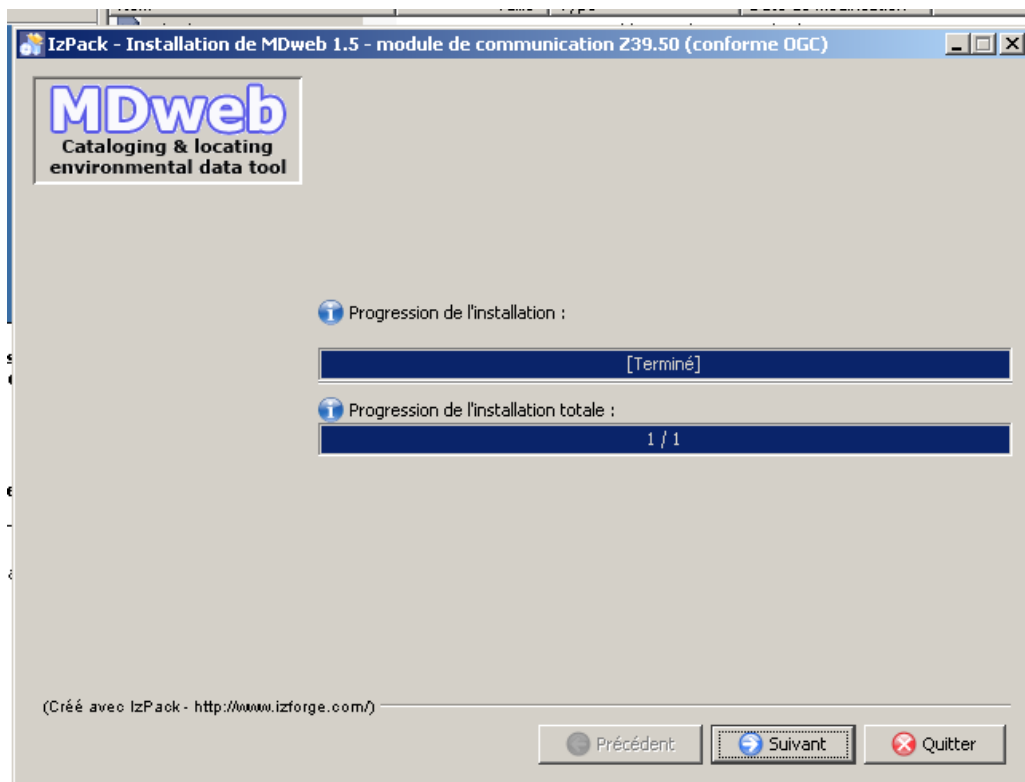 IzPack - Installation de MDweb 1.5 - module de communication Z39.50 (conforme OGC)
MDweb
Cataloging & locating
environmental data tool
Progression de l'installation :
[Terminé]
Progression de l'installation totale :
1 / 1
(Créé avec IzPack - http://www.izforge.com/)
Précédent
Suivant
Quitter